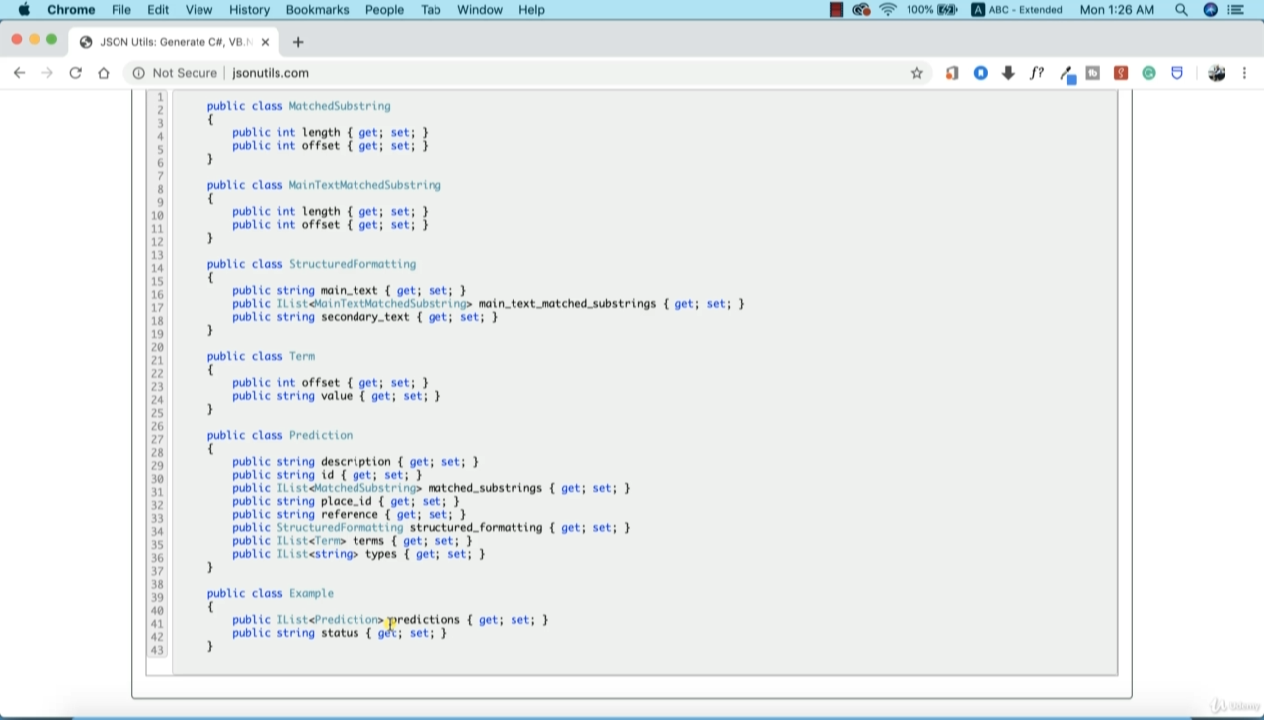 Chrome File Edit View History Bookmarks People Tab Window Help 100% A ABC - Extended Mon 1:26 AM
JSON Utils: Generate C#, VB.N
Not Secure | jsonutils.com
1
2 public class MatchedSubstring
3 {
4 public int length { get; set; }
5 public int offset { get; set; }
6 }
7
8 public class MainTextMatchedSubstring
9 {
10 public int length { get; set; }
11 public int offset { get; set; }
12 }
13
14 public class StructuredFormatting
15 {
16 public string main_text { get; set; }
17 public IList<MainTextMatchedSubstring> main_text_matched_substrings { get; set; }
18 public string secondary_text { get; set; }
19 }
20
21 public class Term
22 {
23 public int offset { get; set; }
24 public string value { get; set; }
25 }
26
27 public class Prediction
28 {
29 public string description { get; set; }
30 public string id { get; set; }
31 public IList<MatchedSubstring> matched_substrings { get; set; }
32 public string place_id { get; set; }
33 public string reference { get; set; }
34 public StructuredFormatting structured_formatting { get; set; }
35 public IList<Term> terms { get; set; }
36 public IList<string> types { get; set; }
37 }
38
39 public class Example
40 {
41 public IList<Prediction> predictions { get; set; }
42 public string status { get; set; }
43 }
Udemy